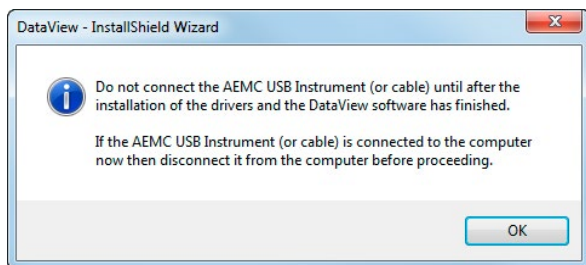 DataView - InstallShield Wizard
Do not connect the AEMC USB Instrument (or cable) until after the
installation of the drivers and the DataView software has finished.
If the AEMC USB Instrument (or cable) is connected to the computer
now then disconnect it from the computer before proceeding.
OK